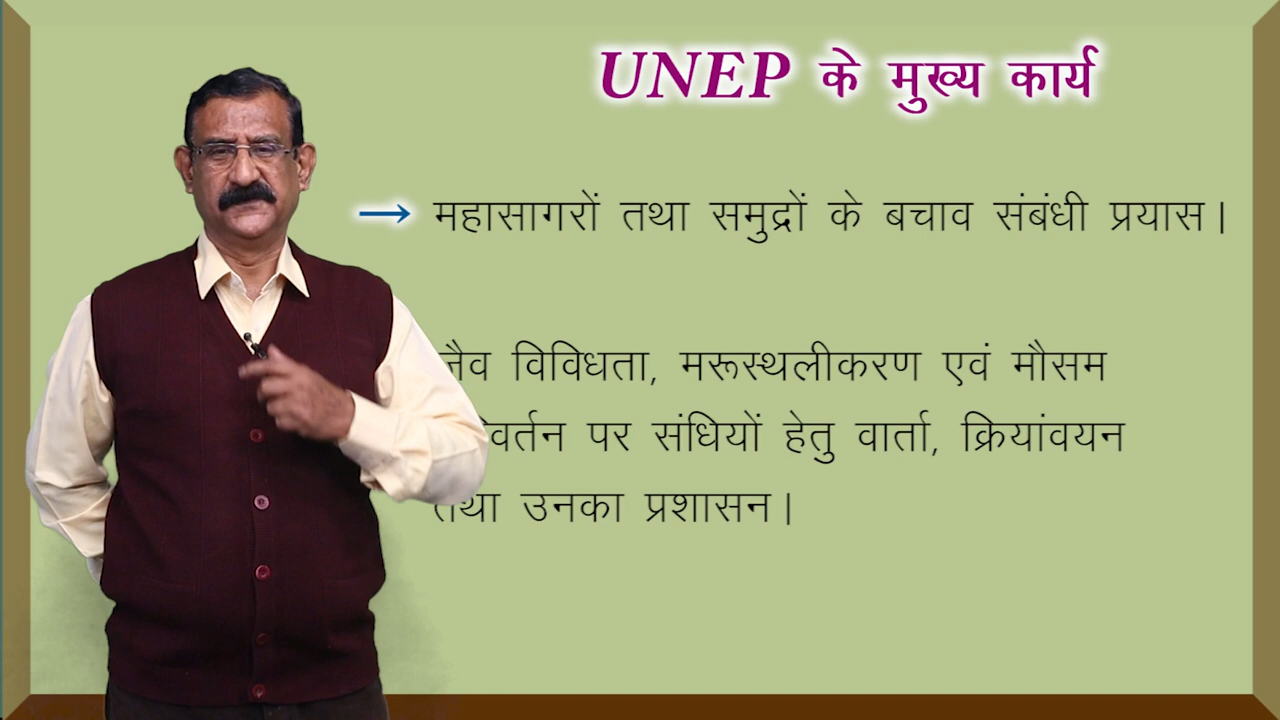 UNEP के मुख्य कार्य
→ महासागरों तथा समुद्रों के बचाव संबंधी प्रयास।
विविधता, मरूस्थलीकरण एवं मौसम
पर संधियों हेतु वार्ता, क्रियांवयन
तथा उनका प्रशासन।